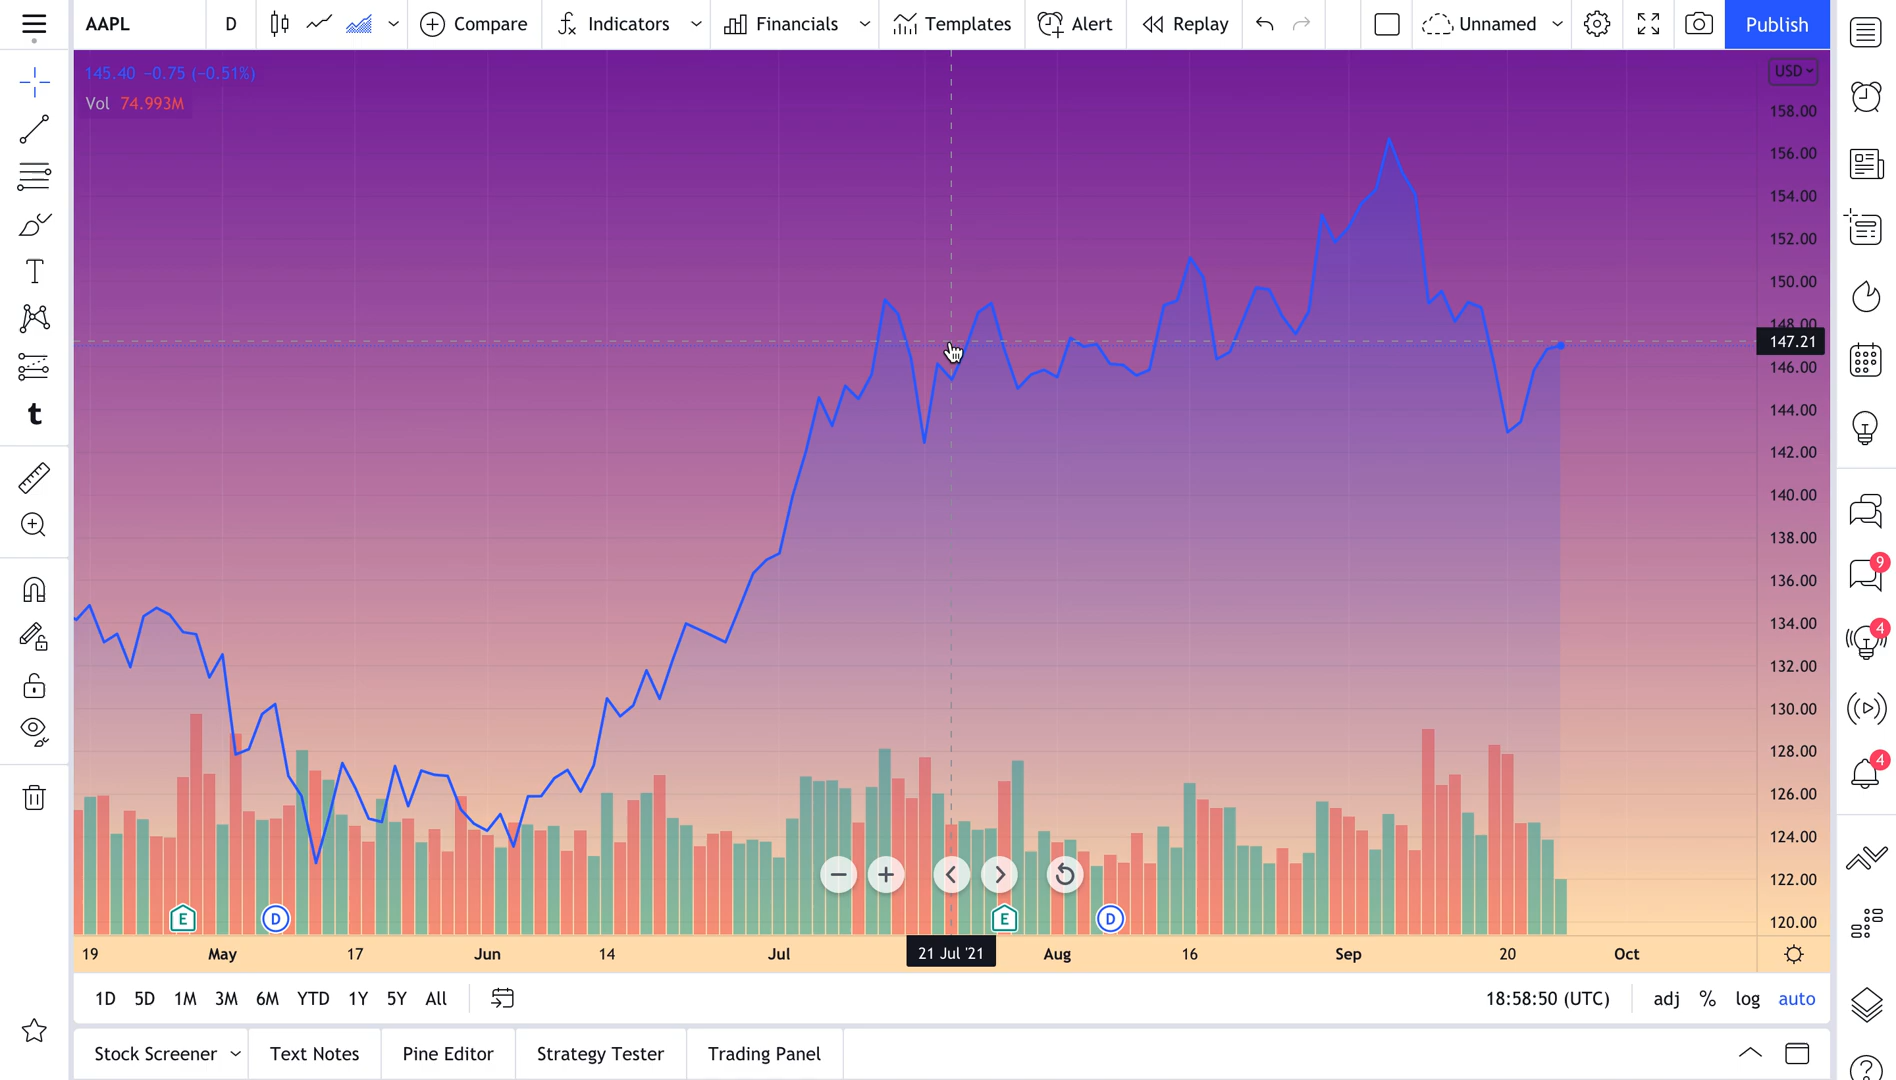 AAPL D Compare Indicators Financials Templates Alert Replay Unnamed Publish
145.40 −0.75 (−0.51%)
Vol 74.993M
USD
158.00
156.00
154.00
152.00
150.00
148.00
147.21
146.00
144.00
142.00
140.00
138.00
136.00
134.00
132.00
130.00
128.00
126.00
124.00
122.00
120.00
T
t
9
4
4
E D E D
19 May 17 Jun 14 Jul 21 Jul '21 Aug 16 Sep 20 Oct
1D 5D 1M 3M 6M YTD 1Y 5Y All 18:58:50 (UTC) adj % log auto
Stock Screener Text Notes Pine Editor Strategy Tester Trading Panel